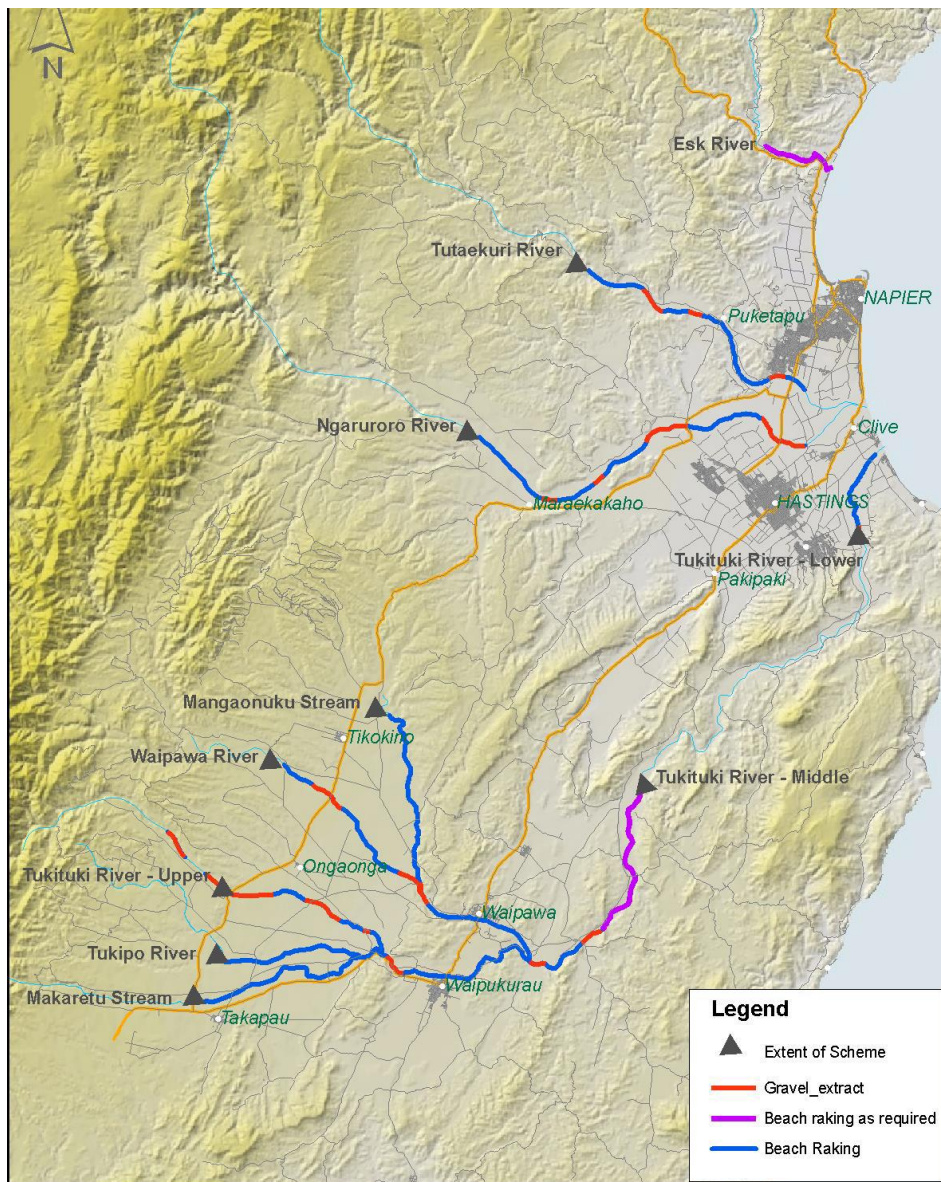 N
Esk River
Tutaekuri River
NAPIER
Puketapu
Ngaruroro River
Clive
Maraekakaho
HASTINGS
Tukituki River - Lower
Pakipaki
Mangaonuku Stream
Tikokino
Waipawa River
Tukituki River - Middle
Ongaonga
Tukituki River - Upper
Waipawa
Tukipo River
Waipukurau
Makaretu Stream
Takapau
Legend
Extent of Scheme
Gravel_extract
Beach raking as required
Beach Raking